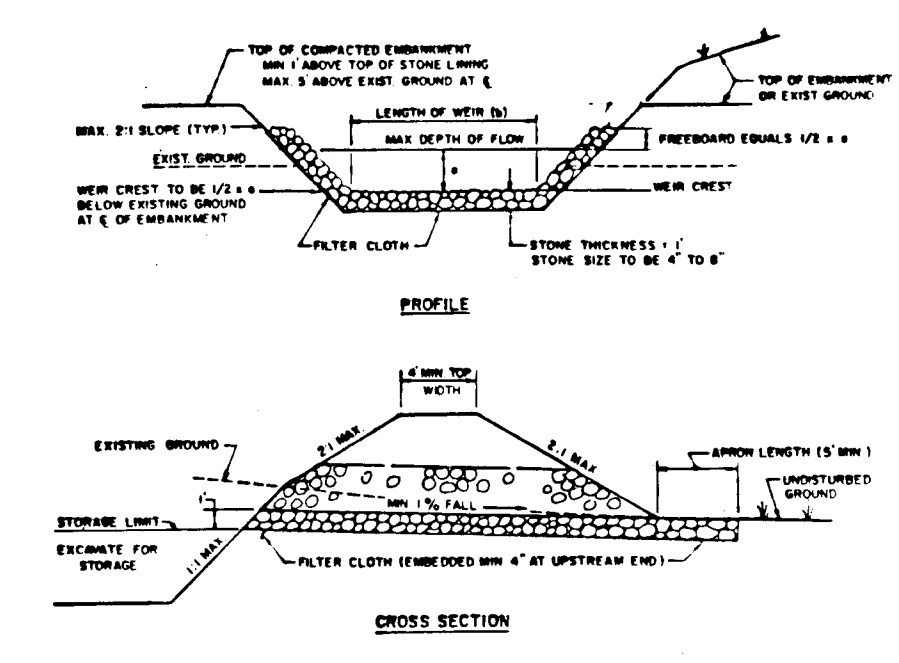 TOP OF COMPACTED EMBANKMENT
MIN 1' ABOVE TOP OF STONE LINING
MAX. 5' ABOVE EXIST. GROUND AT ℄
TOP OF EMBANKMENT
OR EXIST GROUND
LENGTH OF WEIR (b)
MAX. 2:1 SLOPE (TYP.)
MAX DEPTH OF FLOW
FREEBOARD EQUALS 1/2 x a
EXIST. GROUND
a
WEIR CREST TO BE 1/2 x a
BELOW EXISTING GROUND
AT ℄ OF EMBANKMENT
WEIR CREST
FILTER CLOTH
STONE THICKNESS = 1'
STONE SIZE TO BE 4" TO 8"
PROFILE
4' MIN TOP
WIDTH
EXISTING GROUND
2:1 MAX.
2:1 MAX
APRON LENGTH (5' MIN.)
UNDISTURBED
GROUND
1'
MIN 1% FALL
STORAGE LIMIT
EXCAVATE FOR
STORAGE
1:1 MAX
FILTER CLOTH (EMBEDDED MIN 4" AT UPSTREAM END)
CROSS SECTION